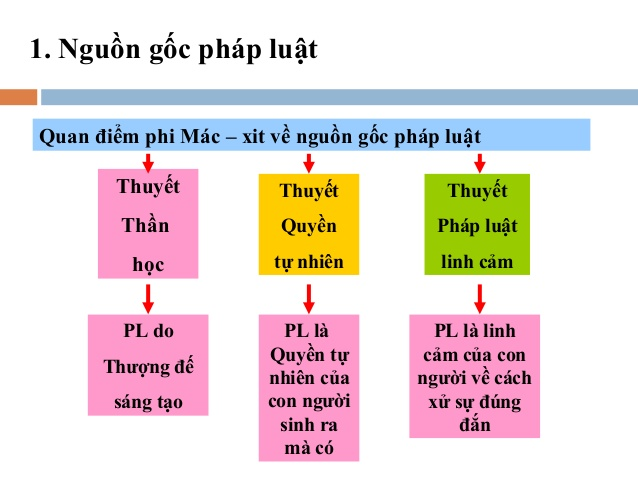 1. Nguồn gốc pháp luật
Quan điểm phi Mác – xit về nguồn gốc pháp luật
Thuyết
Thần
học
Thuyết
Quyền
tự nhiên
Thuyết
Pháp luật
linh cảm
PL do
Thượng đế
sáng tạo
PL là
Quyền tự
nhiên của
con người
sinh ra
mà có
PL là linh
cảm của con
người về cách
xử sự đúng
đắn